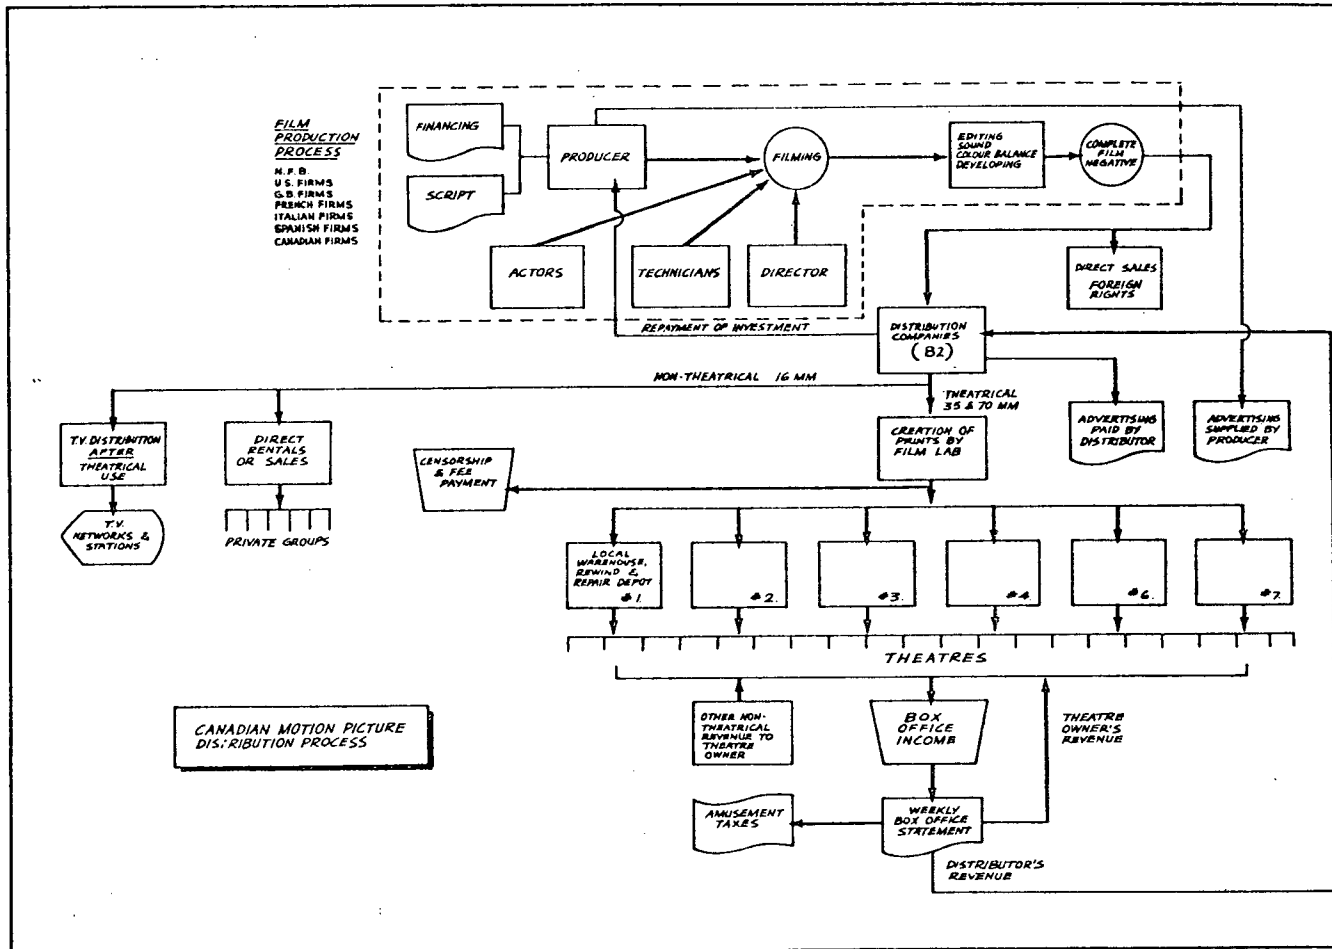 FILM
PRODUCTION
PROCESS
N.F.B.
U.S. FIRMS
G.B. FIRMS
FRENCH FIRMS
ITALIAN FIRMS
SPANISH FIRMS
CANADIAN FIRMS
FINANCING
SCRIPT
PRODUCER
FILMING
EDITING
SOUND
COLOUR BALANCE
DEVELOPING
COMPLETE
FILM
NEGATIVE
ACTORS
TECHNICIANS
DIRECTOR
DIRECT SALES
FOREIGN
RIGHTS
REPAYMENT OF INVESTMENT
DISTRIBUTION
COMPANIES
(B2)
NON-THEATRICAL 16 MM
THEATRICAL
35 & 70 MM
T.V. DISTRIBUTION
AFTER
THEATRICAL
USE
DIRECT
RENTALS
OR SALES
CREATION OF
PRINTS BY
FILM LAB
ADVERTISING
PAID BY
DISTRIBUTOR
ADVERTISING
SUPPLIED BY
PRODUCER
CENSORSHIP
& FEE
PAYMENT
T.V.
NETWORKS &
STATIONS
PRIVATE GROUPS
LOCAL
WAREHOUSE,
REWIND &
REPAIR DEPOT
#1.
#2.
#3.
#4.
#6.
#7.
THEATRES
CANADIAN MOTION PICTURE
DISTRIBUTION PROCESS
OTHER NON-
THEATRICAL
REVENUE TO
THEATRE
OWNER
BOX
OFFICE
INCOME
THEATRE
OWNER'S
REVENUE
AMUSEMENT
TAXES
WEEKLY
BOX OFFICE
STATEMENT
DISTRIBUTOR'S
REVENUE